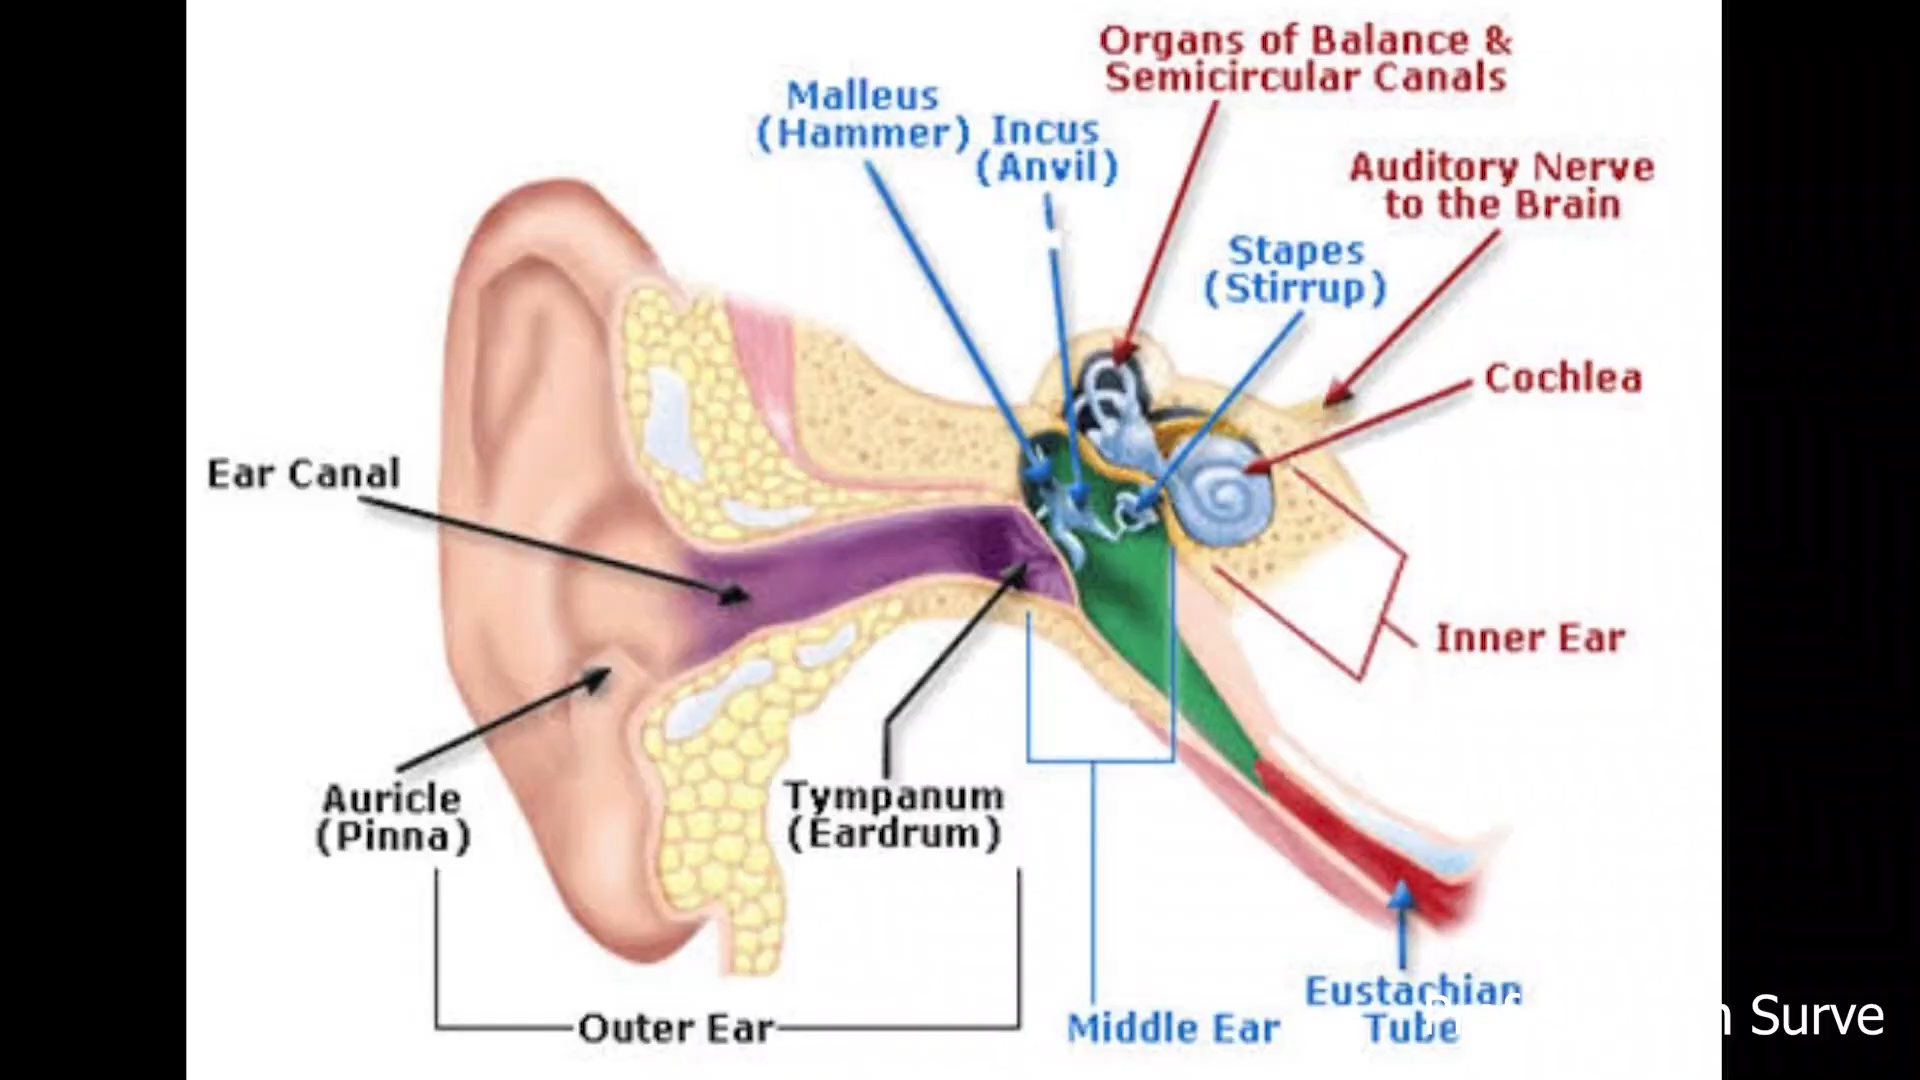 Organs of Balance &
Semicircular Canals
Malleus
(Hammer)
Incus
(Anvil)
Auditory Nerve
to the Brain
Stapes
(Stirrup)
Cochlea
Ear Canal
Inner Ear
Auricle
(Pinna)
Tympanum
(Eardrum)
Outer Ear
Middle Ear
Eustachian
Tube
Surve